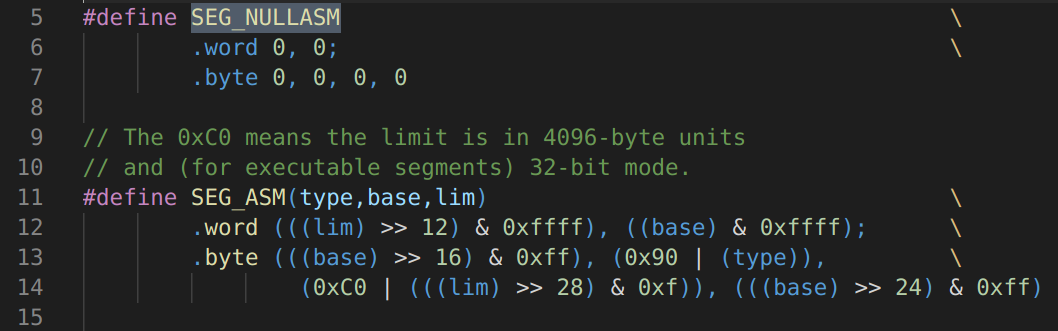 5 #define SEG_NULLASM \
6 .word 0, 0; \
7 .byte 0, 0, 0, 0
8
9 // The 0xC0 means the limit is in 4096-byte units
10 // and (for executable segments) 32-bit mode.
11 #define SEG_ASM(type,base,lim) \
12 .word (((lim) >> 12) & 0xffff), ((base) & 0xffff); \
13 .byte (((base) >> 16) & 0xff), (0x90 | (type)), \
14 (0xC0 | (((lim) >> 28) & 0xf)), (((base) >> 24) & 0xff)
15